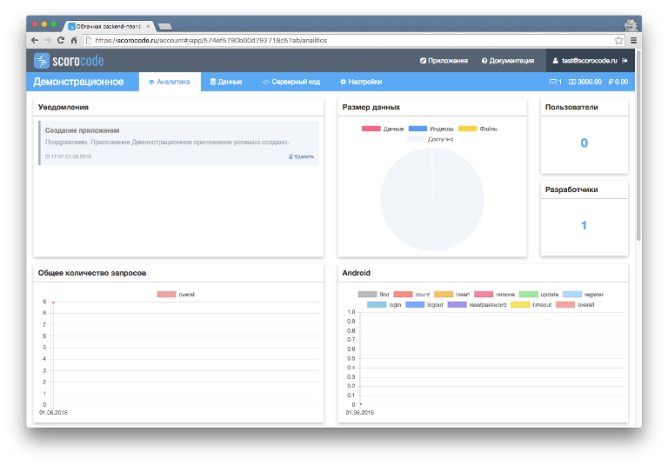 Облачная backend-платф
https://scorocode.ru/account#/app/574ef5790b00d792718c57ab/analitics
scorocode
Приложения
Документация
test@scorocode.ru
Демонстрационное
Аналитика
Данные
Серверный код
Настройки
1
3000.00
₽ 0.00
Уведомления
Создание приложения
Поздравляем. Приложение Демонстрационное приложение успешно создано.
17:47 01.06.2016
Удалить
Размер данных
Данные Индексы Файлы
Доступно
Пользователи
0
Разработчики
1
Общее количество запросов
overall
9
8
7
6
5
4
3
2
1
0
01.06.2016
Android
find count insert remove update register
login logout resetpassword timeout overall
1.0
0.9
0.8
0.7
0.6
0.5
0.4
0.3
0.2
0.1
0
01.06.2016